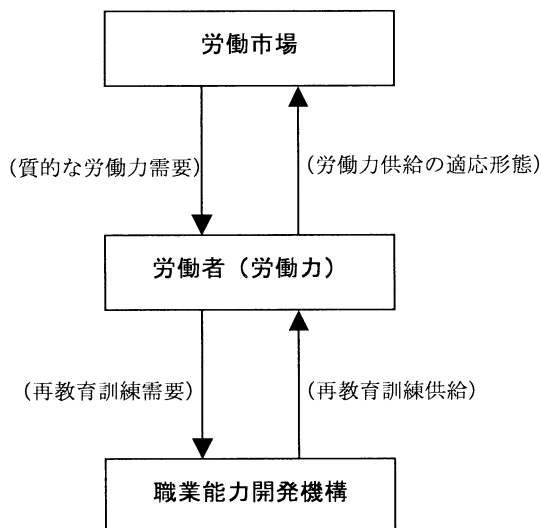 労働市場
（質的な労働力需要）
（労働力供給の適応形態）
労働者（労働力）
（再教育訓練需要）
（再教育訓練供給）
職業能力開発機構